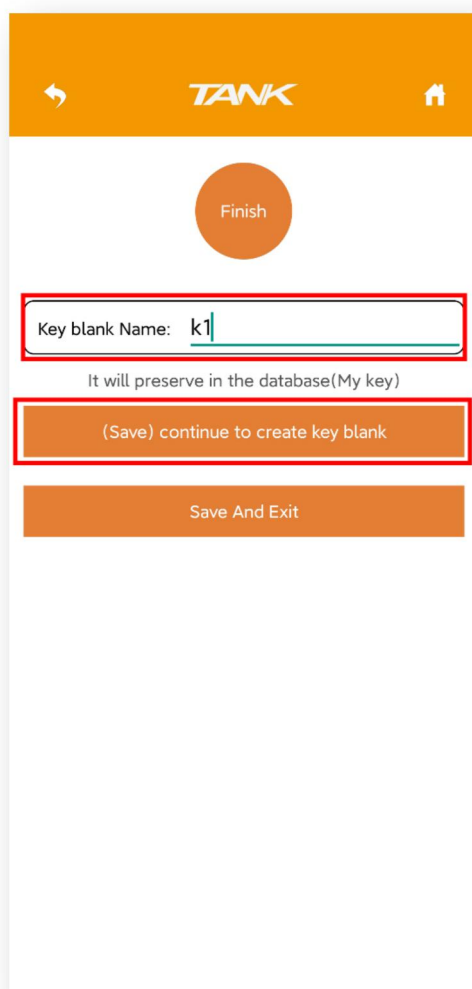 TANK
Finish
Key blank Name: k1
It will preserve in the database(My key)
(Save) continue to create key blank
Save And Exit